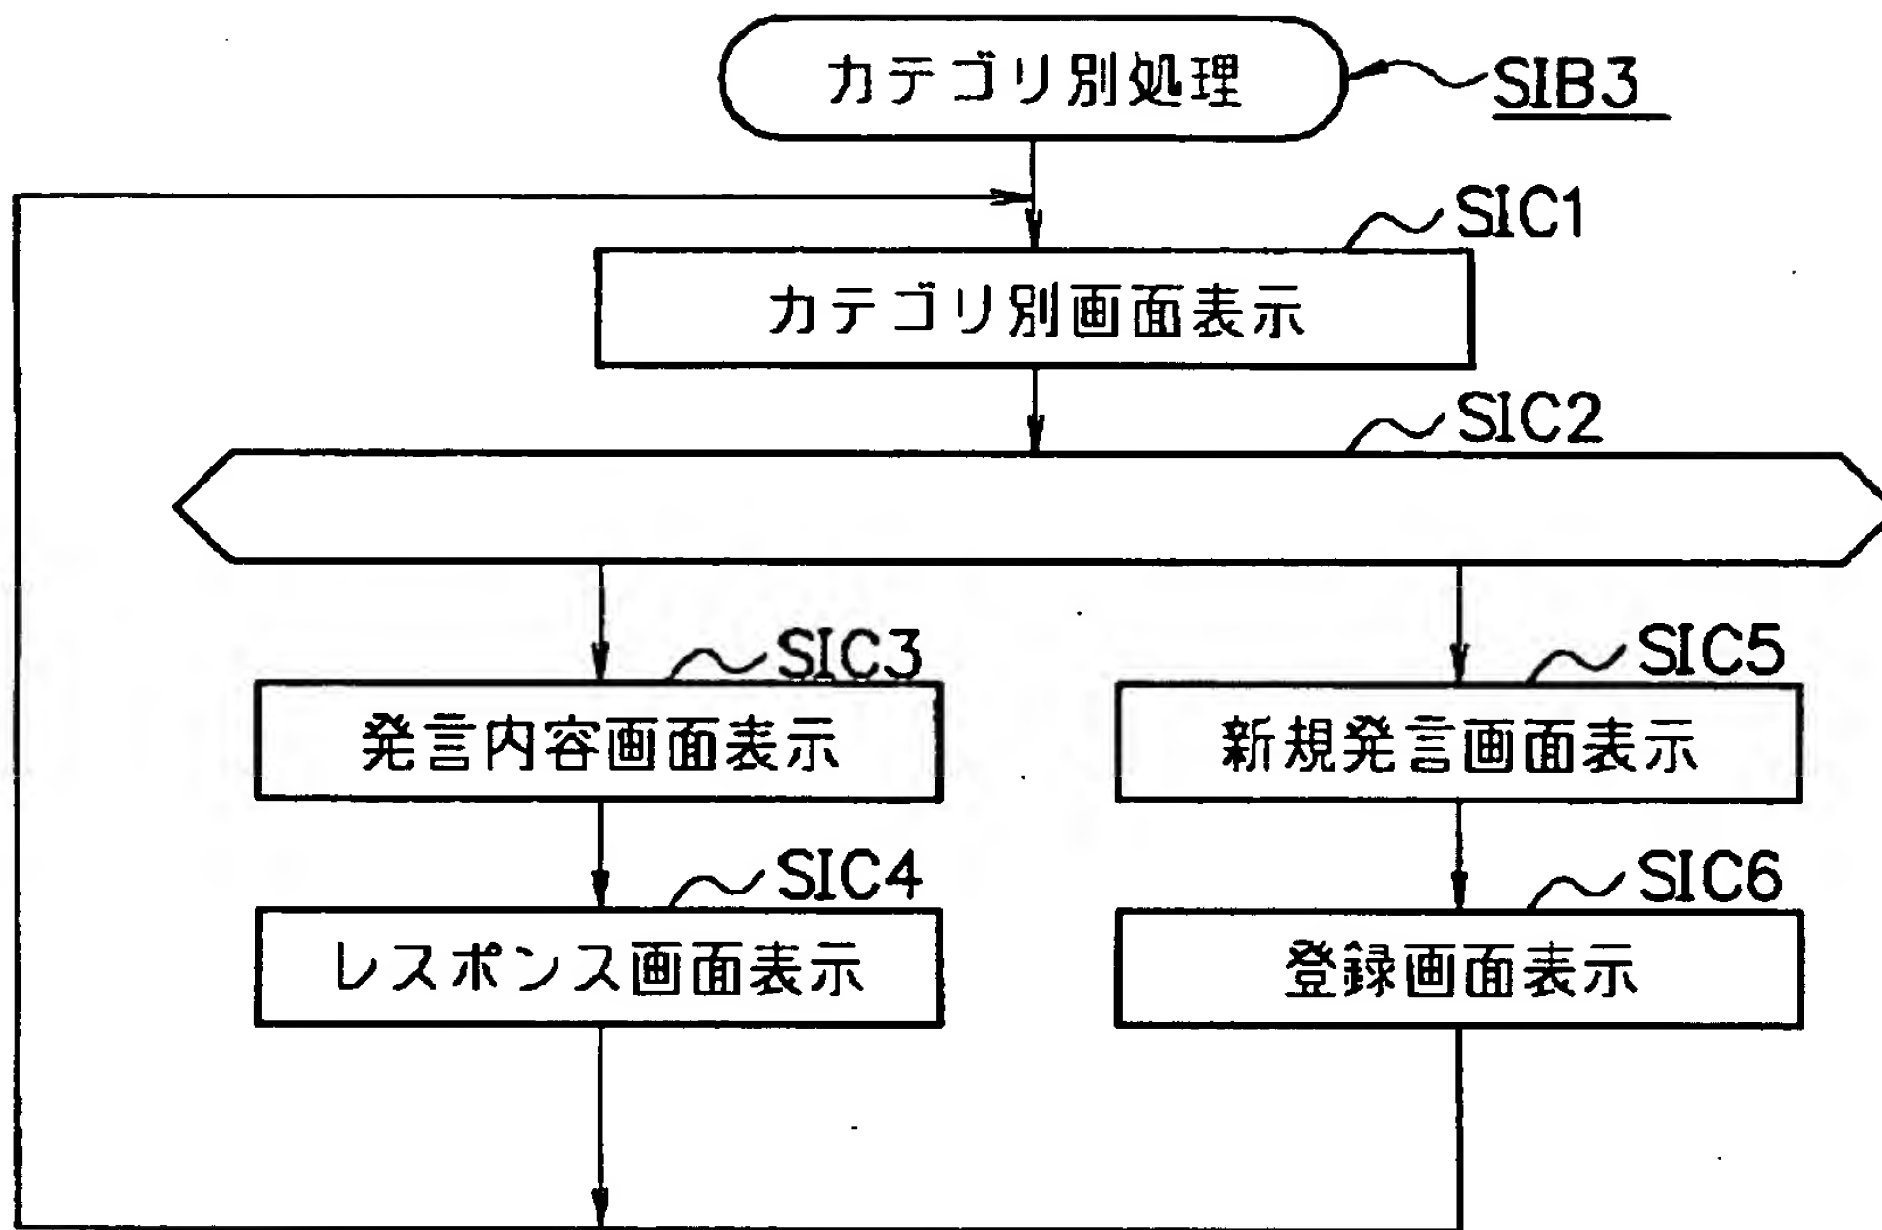 カテゴリ別処理
SIB3
SIC1
カテゴリ別画面表示
SIC2
SIC3
発言内容画面表示
SIC5
新規発言画面表示
SIC4
レスポンス画面表示
SIC6
登録画面表示